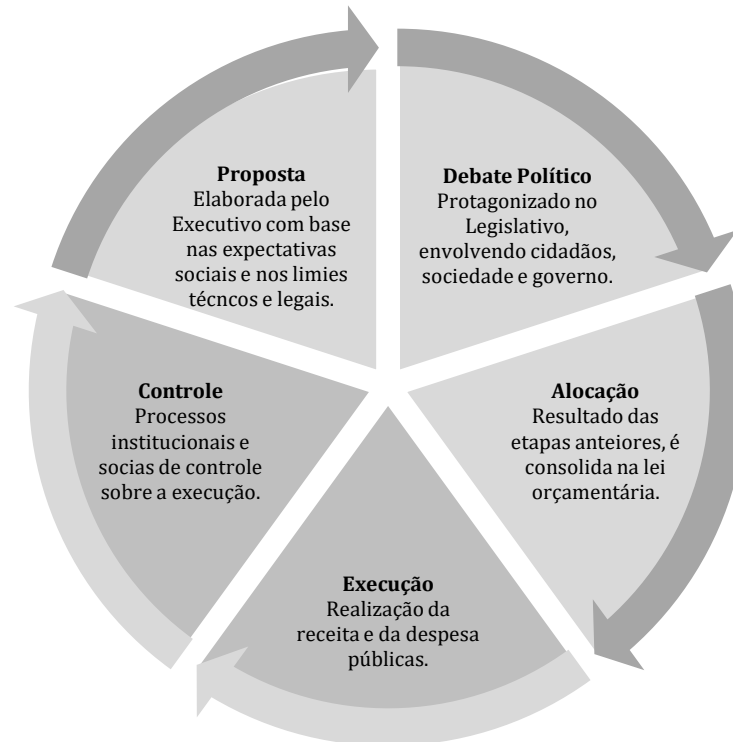 Proposta
Elaborada pelo
Executivo com base
nas expectativas
sociais e nos limies
técncos e legais.
Debate Político
Protagonizado no
Legislativo,
envolvendo cidadãos,
sociedade e governo.
Alocação
Resultado das
etapas anteiores, é
consolida na lei
orçamentária.
Execução
Realização da
receita e da despesa
públicas.
Controle
Processos
institucionais e
socias de controle
sobre a execução.